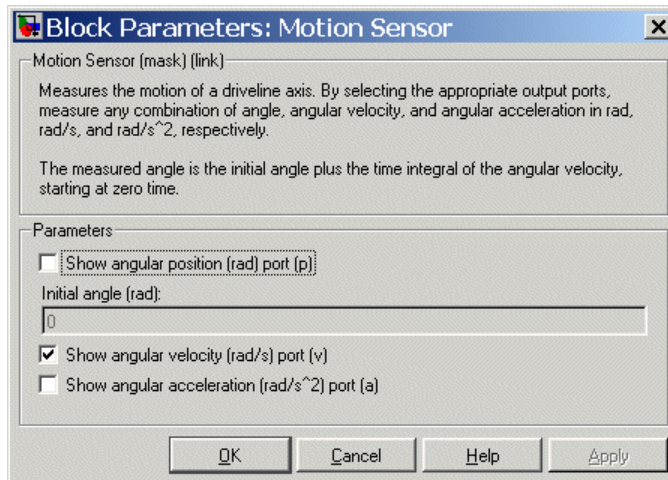 Block Parameters: Motion Sensor
Motion Sensor (mask) (link)
Measures the motion of a driveline axis. By selecting the appropriate output ports,
measure any combination of angle, angular velocity, and angular acceleration in rad,
rad/s, and rad/s^2, respectively.
The measured angle is the initial angle plus the time integral of the angular velocity,
starting at zero time.
Parameters
Show angular position (rad) port (p)
Initial angle (rad):
0
Show angular velocity (rad/s) port (v)
Show angular acceleration (rad/s^2) port (a)
OK Cancel Help Apply